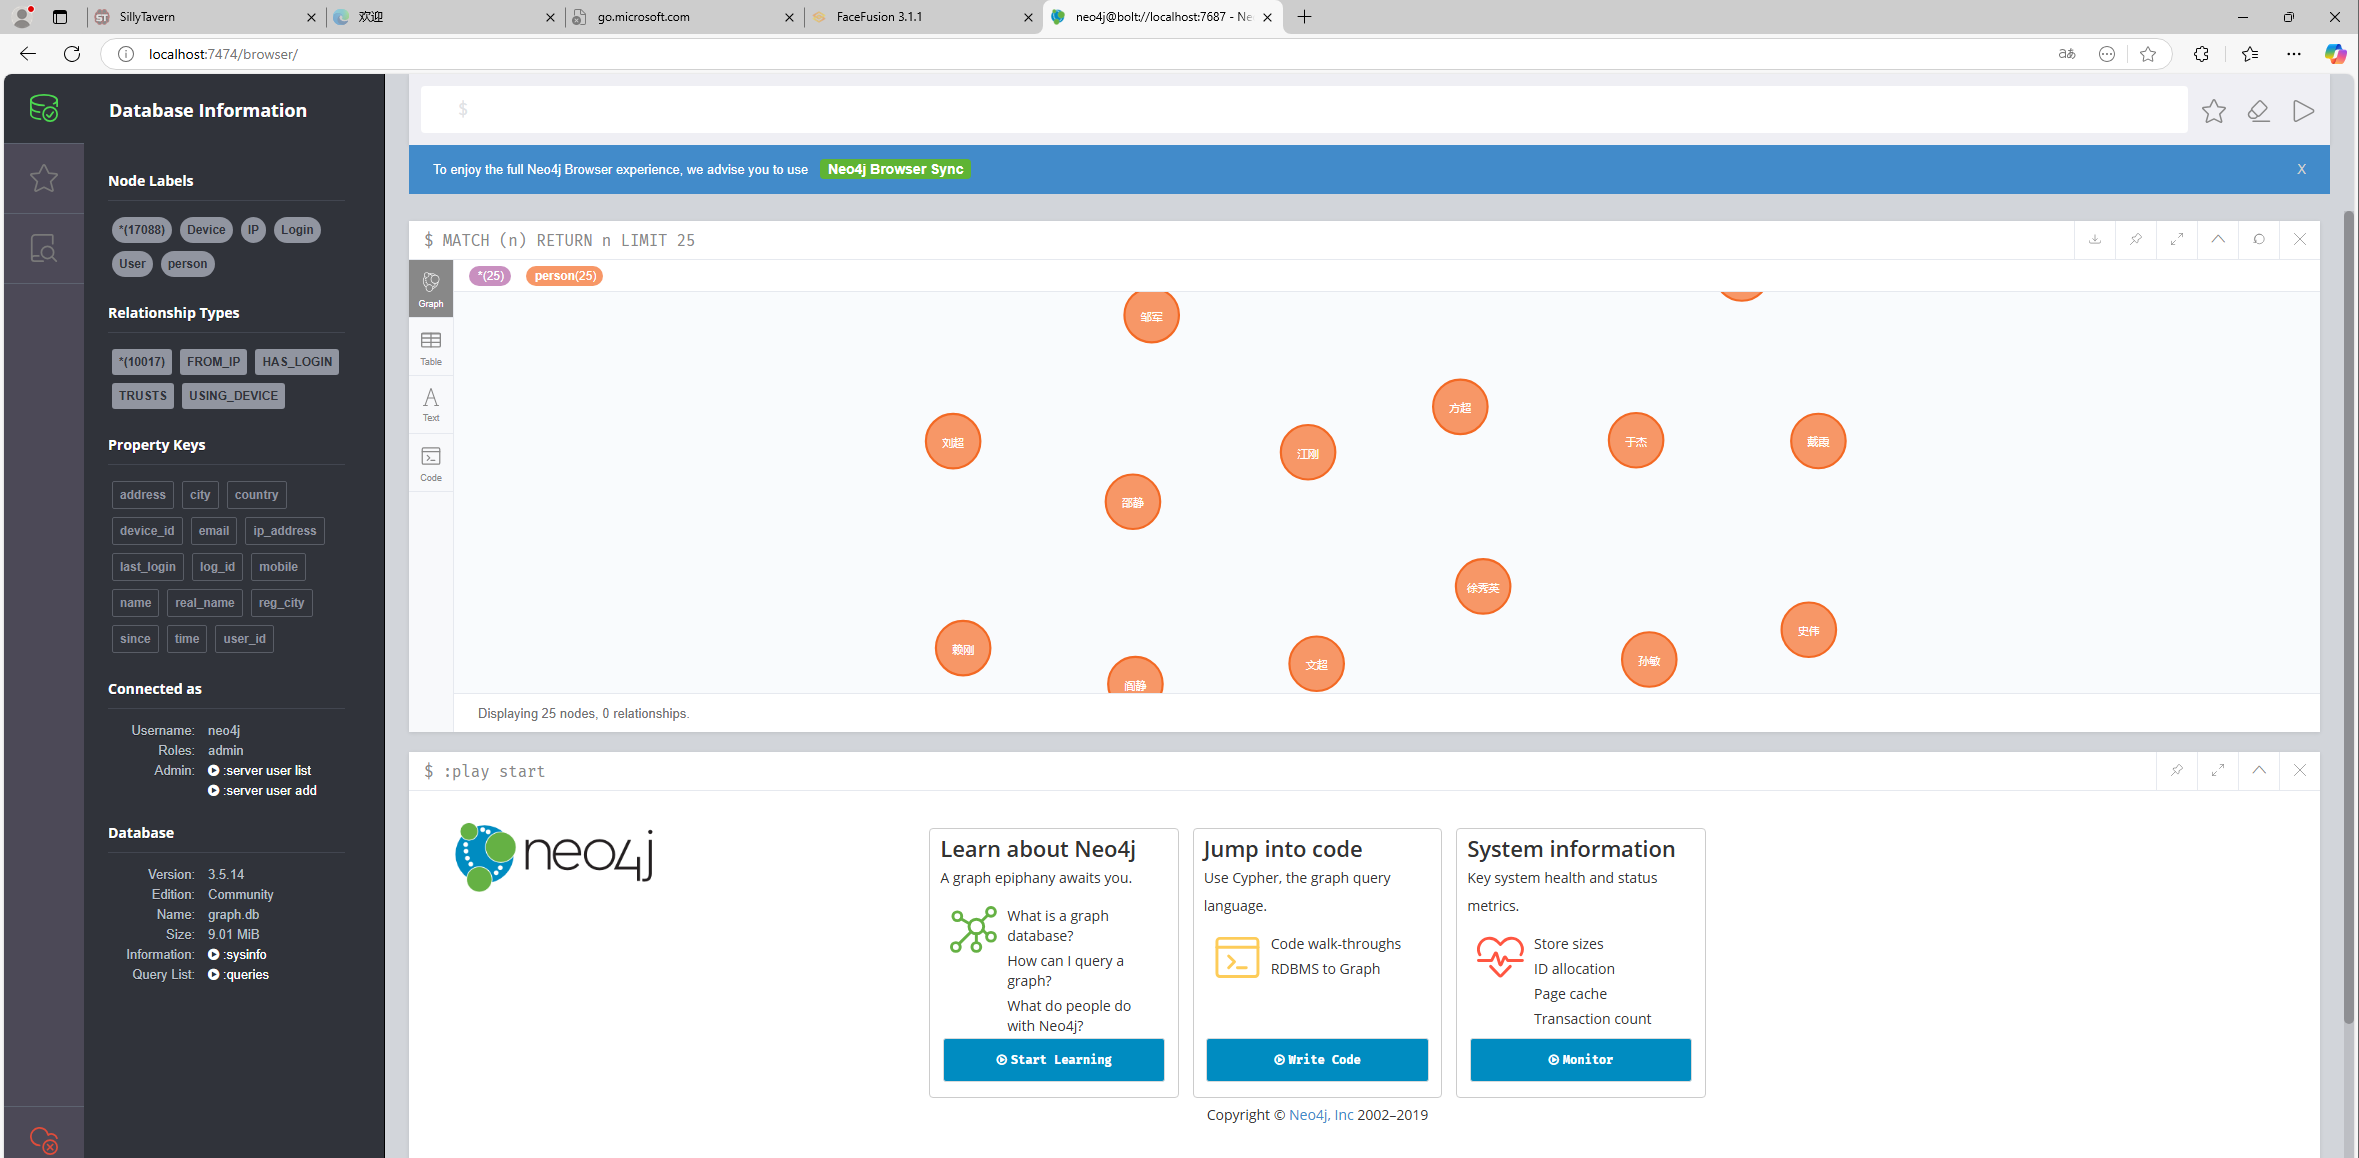 SillyTavern
欢迎
go.microsoft.com
FaceFusion 3.1.1
neo4j@bolt://localhost:7687 - Ne
localhost:7474/browser/
Database Information
$
To enjoy the full Neo4j Browser experience, we advise you to use Neo4j Browser Sync
X
Node Labels
*(17088) Device IP Login
User person
Relationship Types
*(10017) FROM_IP HAS_LOGIN
TRUSTS USING_DEVICE
Property Keys
address city country
device_id email ip_address
last_login log_id mobile
name real_name reg_city
since time user_id
Connected as
Username: neo4j
Roles: admin
Admin: :server user list
:server user add
Database
Version: 3.5.14
Edition: Community
Name: graph.db
Size: 9.01 MiB
Information: :sysinfo
Query List: :queries
$ MATCH (n) RETURN n LIMIT 25
Graph
Table
Text
Code
*(25) person(25)
邹军
方超
刘超
江刚
于杰
戴霞
邵静
徐秀英
史伟
赖刚
文超
孙敏
阎静
Displaying 25 nodes, 0 relationships.
$ :play start
neo4j
Learn about Neo4j
A graph epiphany awaits you.
What is a graph
database?
How can I query a
graph?
What do people do
with Neo4j?
Start Learning
Jump into code
Use Cypher, the graph query
language.
Code walk-throughs
RDBMS to Graph
Write Code
System information
Key system health and status
metrics.
Store sizes
ID allocation
Page cache
Transaction count
Monitor
Copyright © Neo4j, Inc 2002–2019